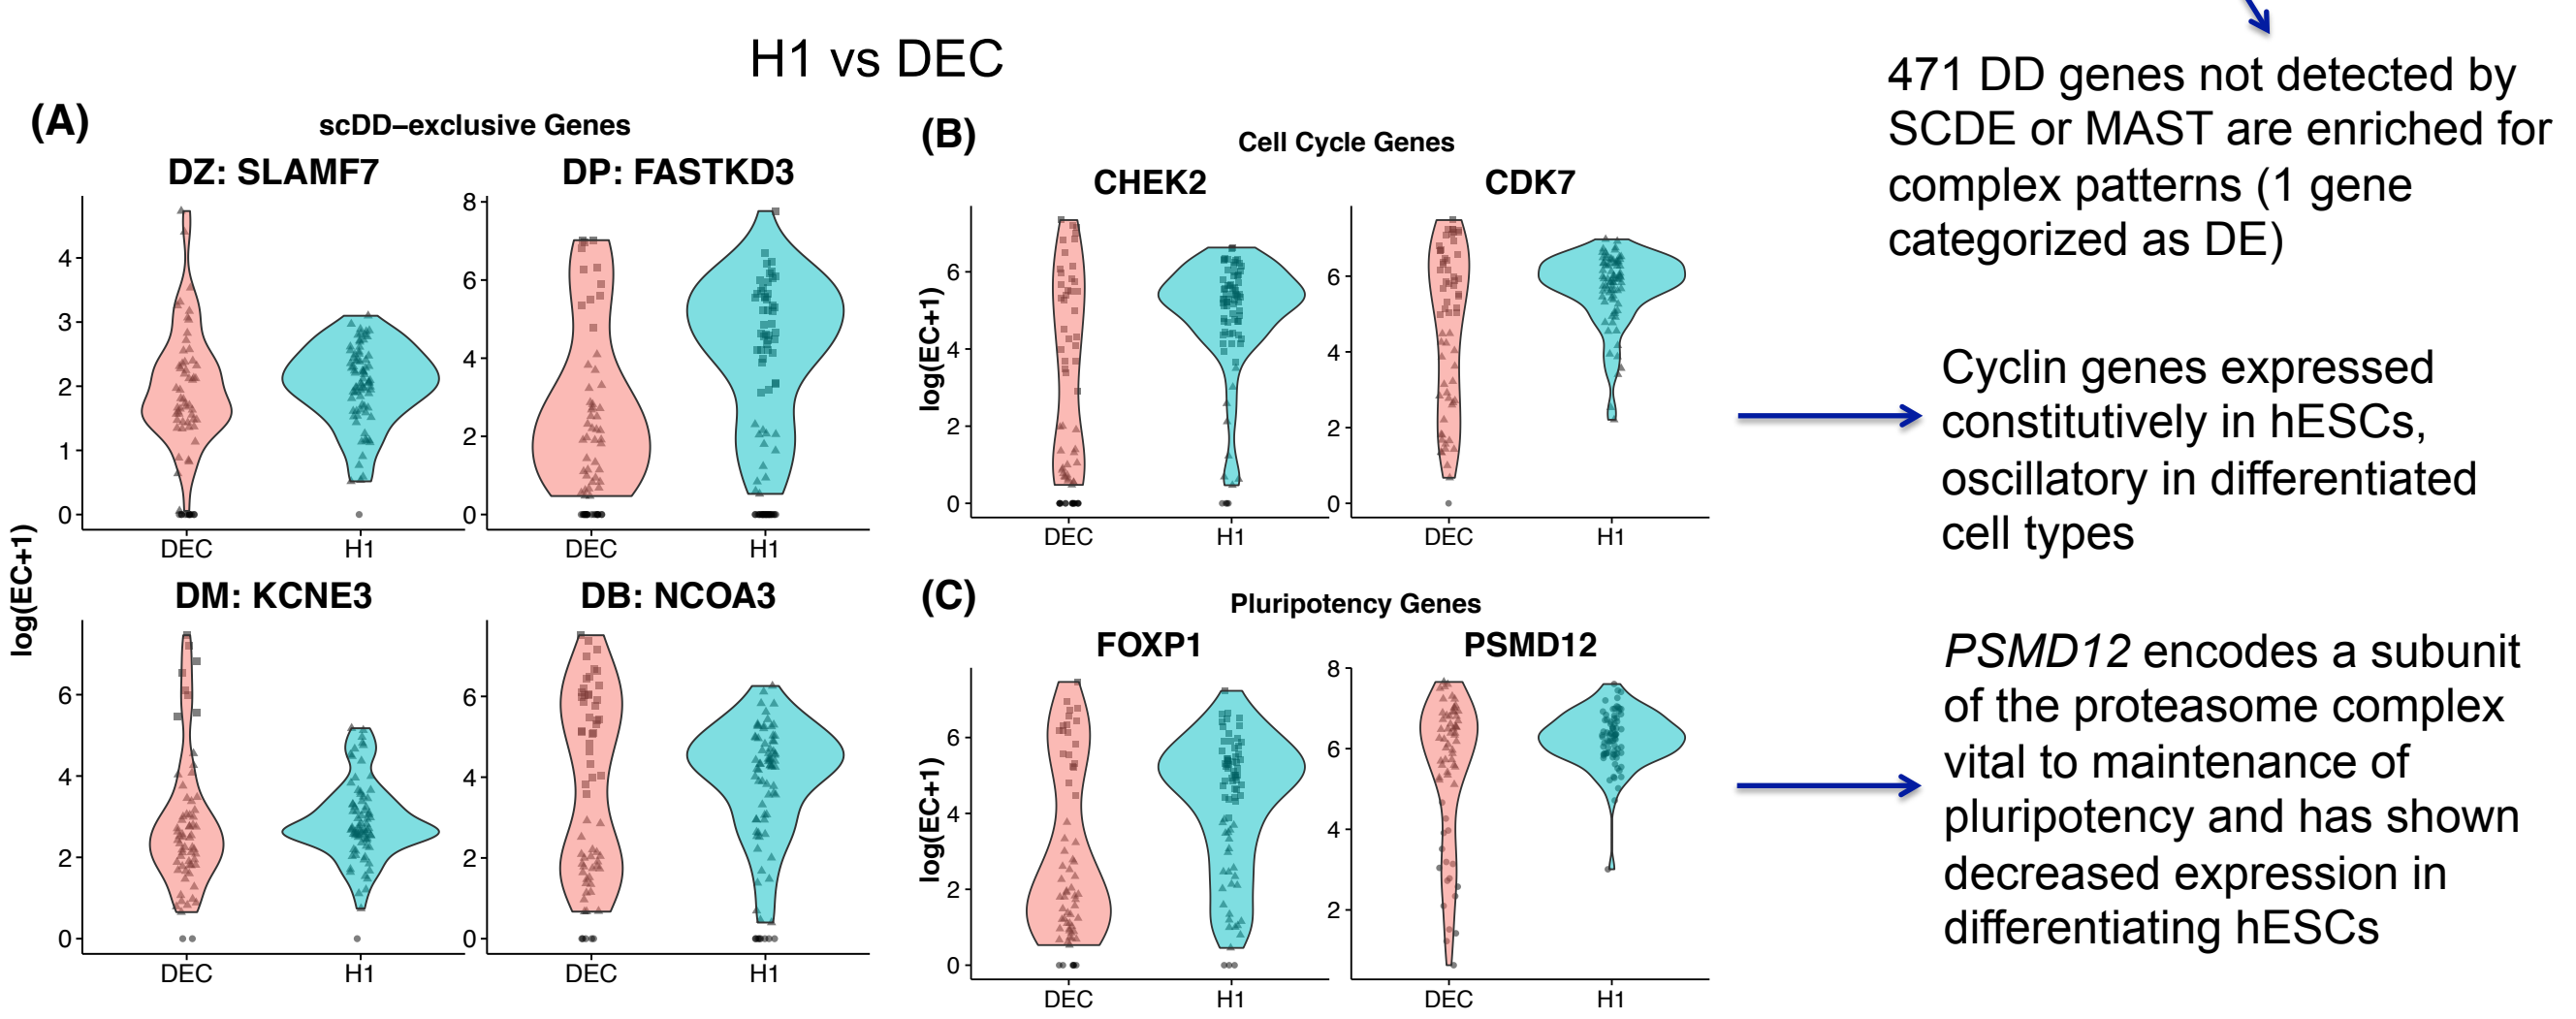 H1 vs DEC
(A)
scDD–exclusive Genes
DZ: SLAMF7
DP: FASTKD3
4
3
2
1
0
DEC
H1
8
6
4
2
0
DEC
H1
log(EC+1)
DM: KCNE3
DB: NCOA3
6
4
2
0
DEC
H1
6
4
2
0
DEC
H1
(B)
Cell Cycle Genes
CHEK2
CDK7
log(EC+1)
6
4
2
0
DEC
H1
6
4
2
0
DEC
H1
(C)
Pluripotency Genes
FOXP1
PSMD12
log(EC+1)
6
4
2
0
DEC
H1
8
6
4
2
DEC
H1
471 DD genes not detected by
SCDE or MAST are enriched for
complex patterns (1 gene
categorized as DE)
Cyclin genes expressed
constitutively in hESCs,
oscillatory in differentiated
cell types
PSMD12 encodes a subunit
of the proteasome complex
vital to maintenance of
pluripotency and has shown
decreased expression in
differentiating hESCs